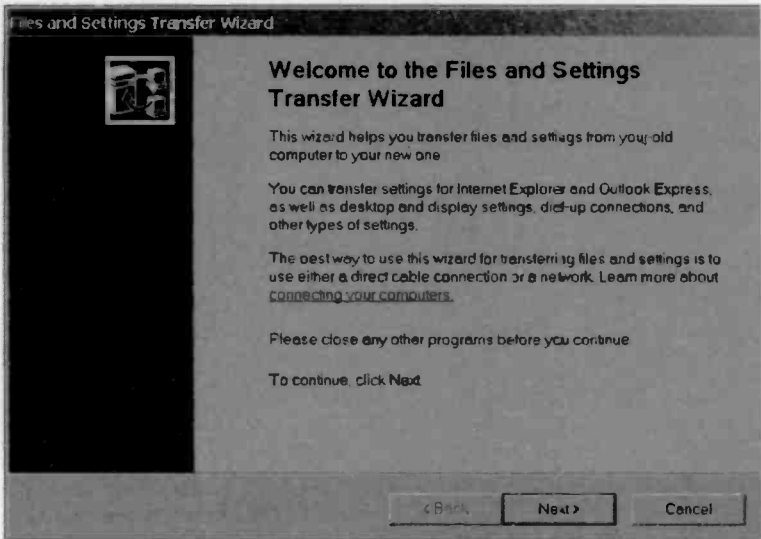 Files and Settings Transfer Wizard
Welcome to the Files and Settings
Transfer Wizard
This wizard helps you transfer files and settings from your old
computer to your new one
You can transfer settings for Internet Explorer and Outlook Express,
as well as desktop and display settings, dial-up connections, and
other types of settings.
The best way to use this wizard for transferring files and settings is to
use either a direct cable connection or a network. Learn more about
connecting your computers.
Please close any other programs before you continue
To continue, click Next
< Back
Next >
Cancel